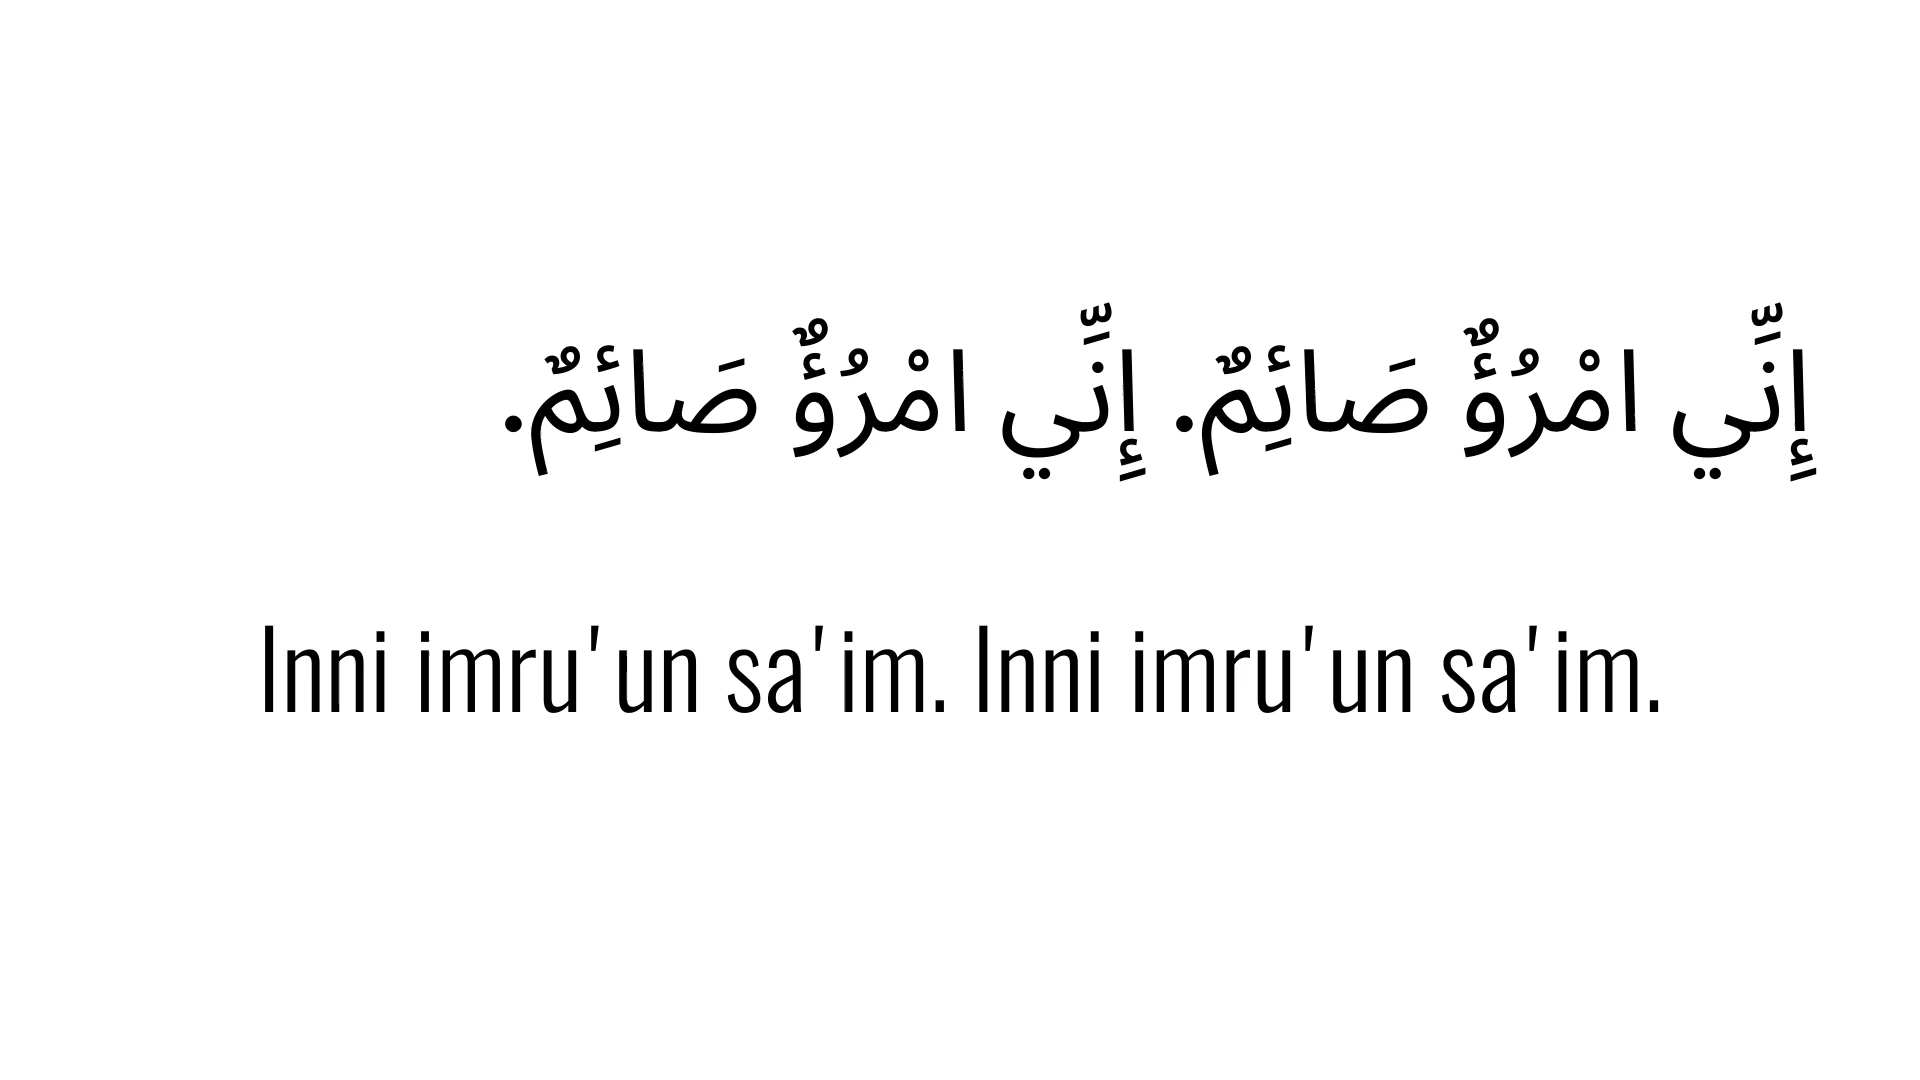 إِنَِّي امْرُؤٌ صَائِمٌ. إِنَِّي امْرُؤٌ صَائِمٌ.
Inni imru'un sa'im. Inni imru'un sa'im.